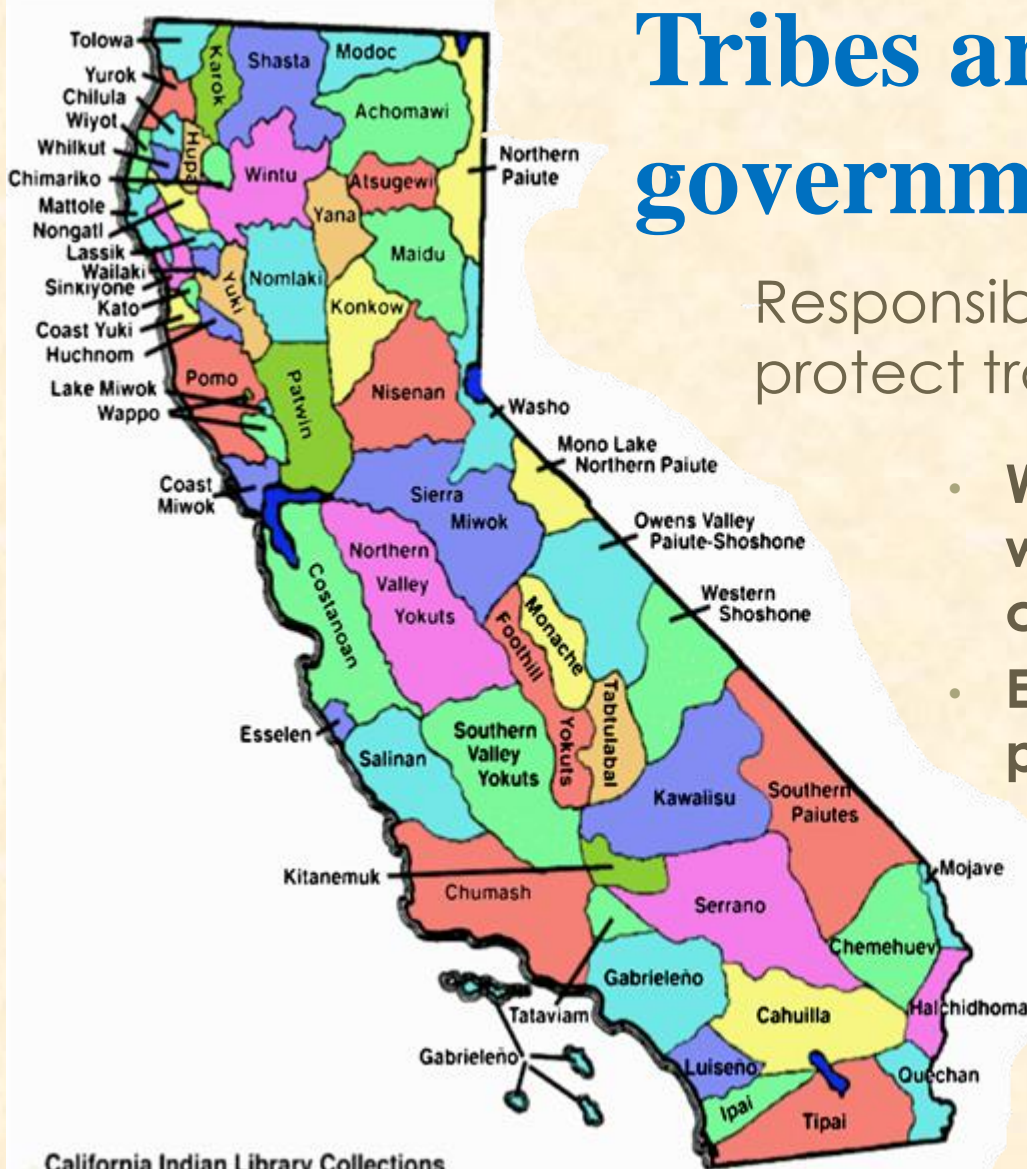 Tribes ar
governm
Responsib
protect tra
• W
v
c
• E
p
Tolowa
Yurok
Chilula
Wiyot
Whilkut
Chimariko
Mattole
Nongatl
Lassik
Wailaki
Sinkiyone
Kato
Coast Yuki
Huchnom
Lake Miwok
Wappo
Coast
Miwok
Karok
Shasta
Modoc
Achomawi
Hupa
Wintu
Atsugewi
Northern
Paiute
Yana
Maidu
Yuki
Nomlaki
Konkow
Pomo
Patwin
Nisenan
Washo
Mono Lake
Northern Paiute
Sierra
Miwok
Owens Valley
Paiute-Shoshone
Costanoan
Northern
Valley
Yokuts
Western
Shoshone
Monache
Foothill
Yokuts
Tabtulabal
Esselen
Salinan
Southern
Valley
Yokuts
Kawaiisu
Southern
Paiutes
Kitanemuk
Chumash
Serrano
Mojave
Chemehuevi
Gabrieleño
Tataviam
Cahuilla
Halchidhoma
Gabrieleño
Luiseño
Quechan
Ipai
Tipai
California Indian Library Collections